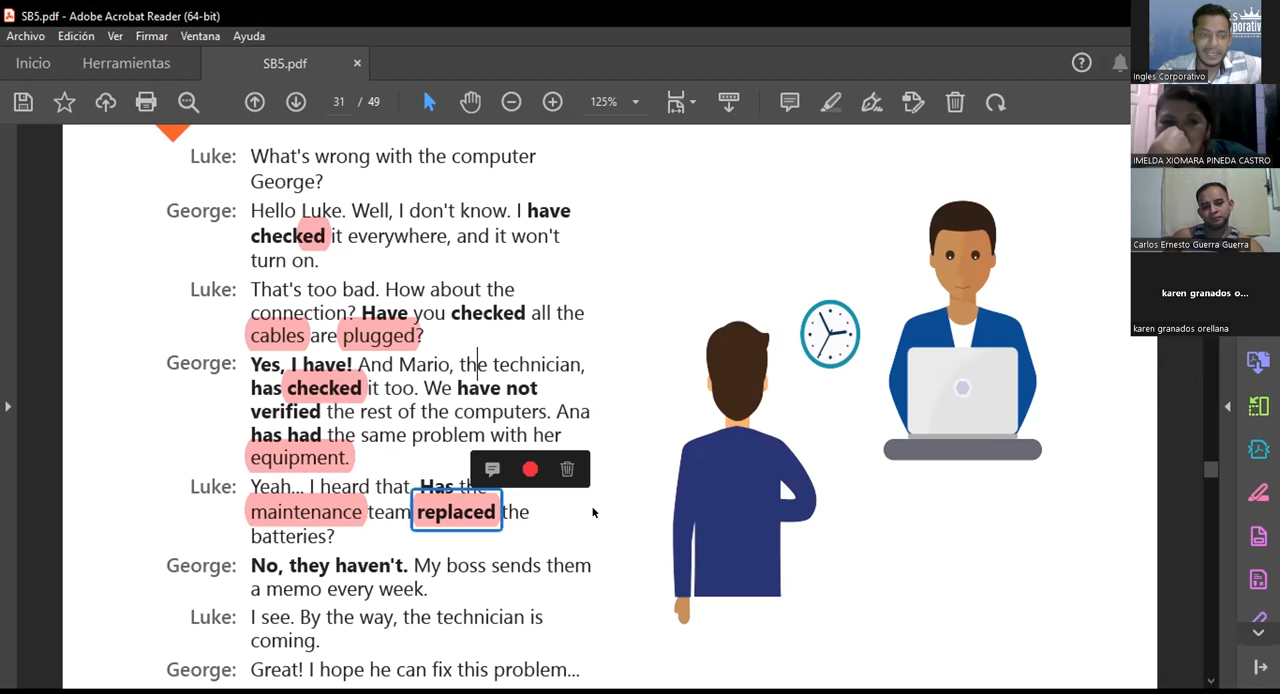 SB5.pdf - Adobe Acrobat Reader (64-bit)
Archivo Edición Ver Firmar Ventana Ayuda
Inicio Herramientas SB5.pdf ×
31 / 49 125%
Luke: What's wrong with the computer
George?
George: Hello Luke. Well, I don't know. I have
checked it everywhere, and it won't
turn on.
Luke: That's too bad. How about the
connection? Have you checked all the
cables are plugged?
George: Yes, I have! And Mario, the technician,
has checked it too. We have not
verified the rest of the computers. Ana
has had the same problem with her
equipment.
Luke: Yeah... I heard that. Has the
maintenance team replaced the
batteries?
George: No, they haven't. My boss sends them
a memo every week.
Luke: I see. By the way, the technician is
coming.
George: Great! I hope he can fix this problem...
Ingles Corporativo
IMELDA XIOMARA PINEDA CASTRO
Carlos Ernesto Guerra Guerra
karen granados o...
karen granados orellana